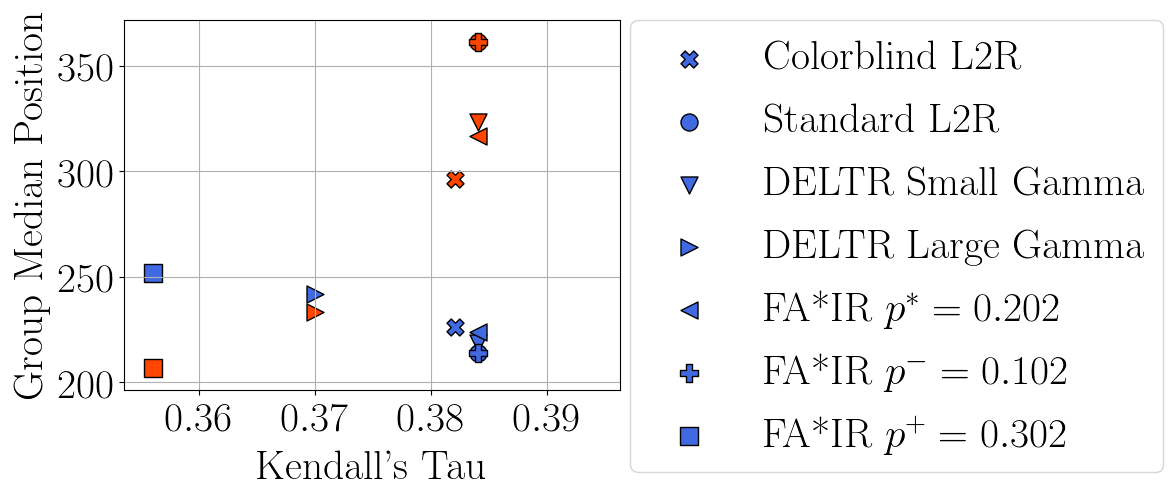 Group Median Position
350
300
250
200
0.36 0.37 0.38 0.39
Kendall's Tau
Colorblind L2R
Standard L2R
DELTR Small Gamma
DELTR Large Gamma
FA*IR p* = 0.202
FA*IR p⁻ = 0.102
FA*IR p⁺ = 0.302